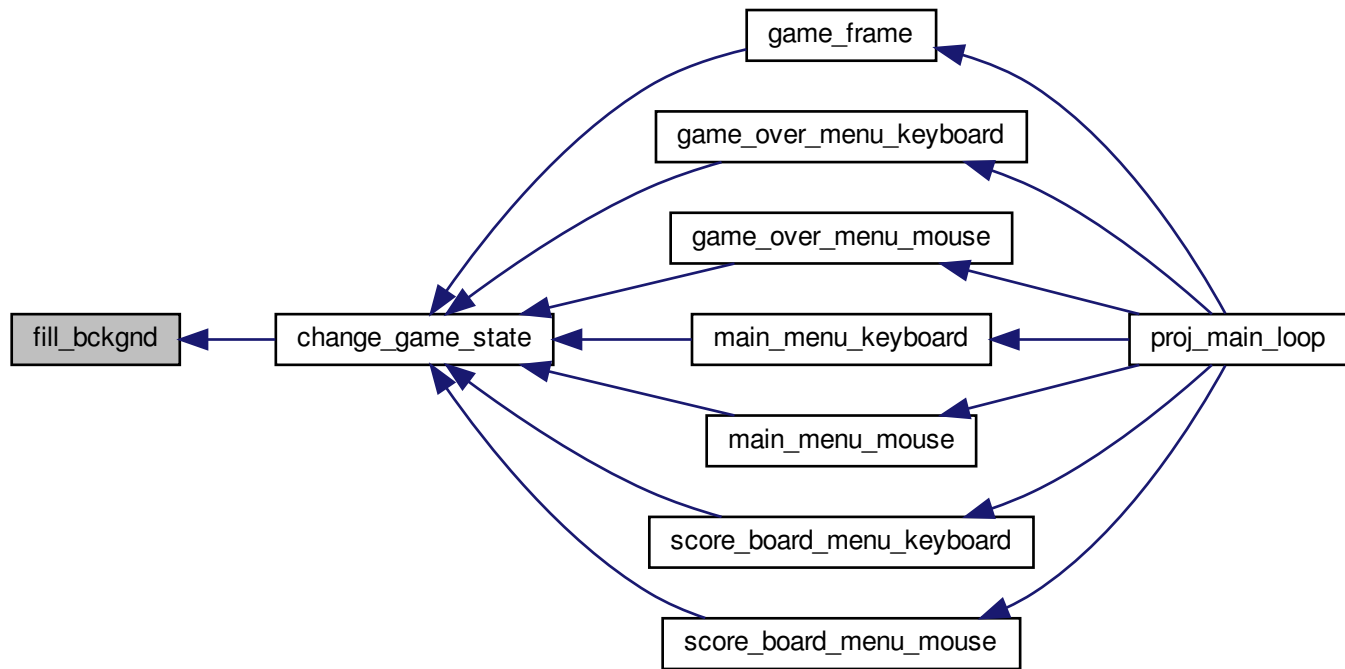 game_frame
game_over_menu_keyboard
game_over_menu_mouse
fill_bckgnd
change_game_state
main_menu_keyboard
proj_main_loop
main_menu_mouse
score_board_menu_keyboard
score_board_menu_mouse